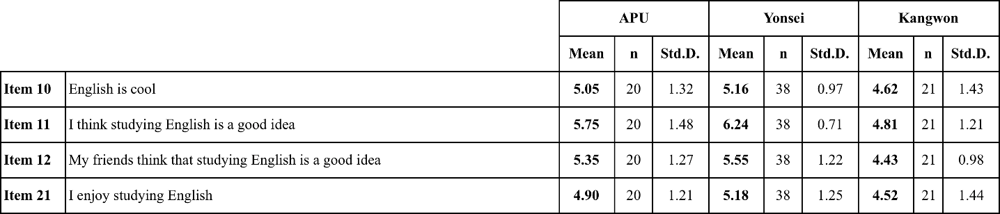 APU Yonsei Kangwon
Mean n Std.D. Mean n Std.D. Mean n Std.D.
Item 10 English is cool 5.05 20 1.32 5.16 38 0.97 4.62 21 1.43
Item 11 I think studying English is a good idea 5.75 20 1.48 6.24 38 0.71 4.81 21 1.21
Item 12 My friends think that studying English is a good idea 5.35 20 1.27 5.55 38 1.22 4.43 21 0.98
Item 21 I enjoy studying English 4.90 20 1.21 5.18 38 1.25 4.52 21 1.44